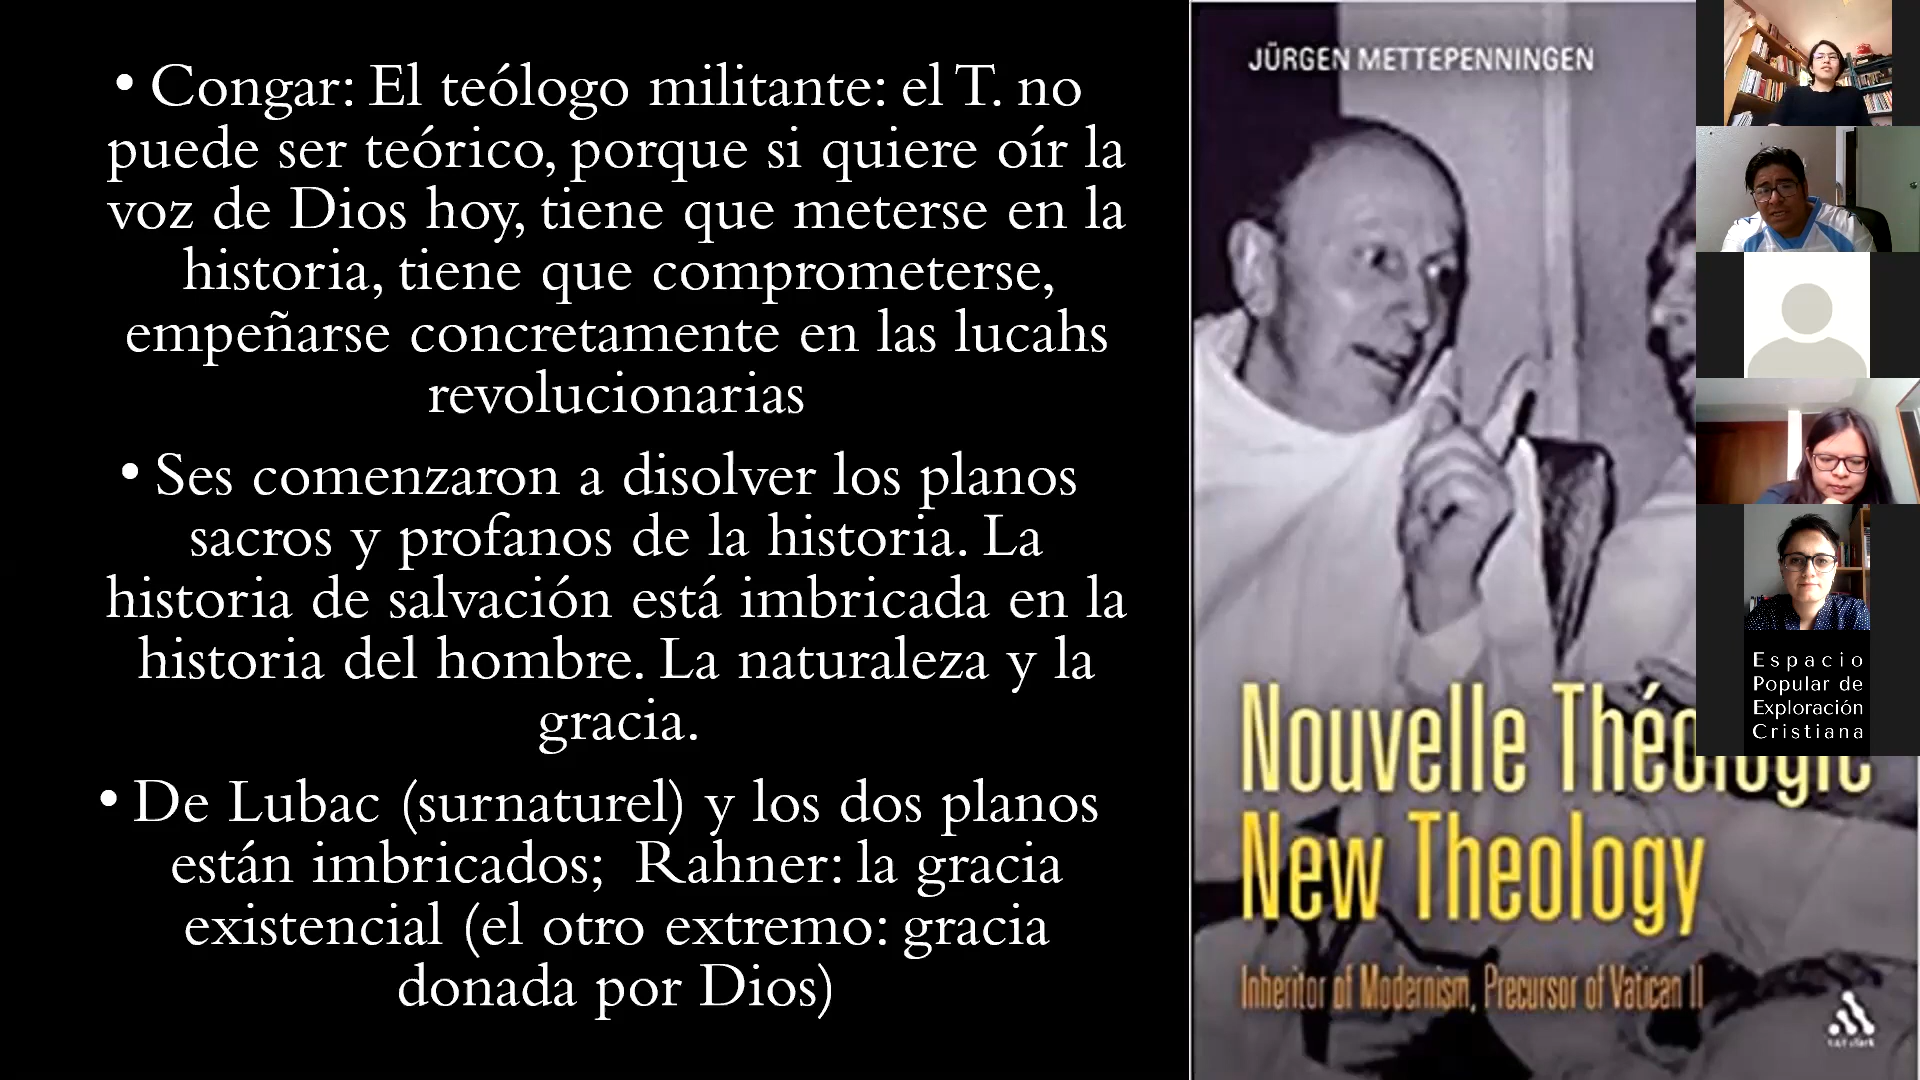 • Congar: El teólogo militante: el T. no
puede ser teórico, porque si quiere oír la
voz de Dios hoy, tiene que meterse en la
historia, tiene que comprometerse,
empeñarse concretamente en las lucahs
revolucionarias
• Ses comenzaron a disolver los planos
sacros y profanos de la historia. La
historia de salvación está imbricada en la
historia del hombre. La naturaleza y la
gracia.
• De Lubac (surnaturel) y los dos planos
están imbricados; Rahner: la gracia
existencial (el otro extremo: gracia
donada por Dios)
JÜRGEN METTEPENNINGEN
Nouvelle Théologie
New Theology
Inheritor of Modernism, Precursor of Vatican II
Espacio
Popular de
Exploración
Cristiana